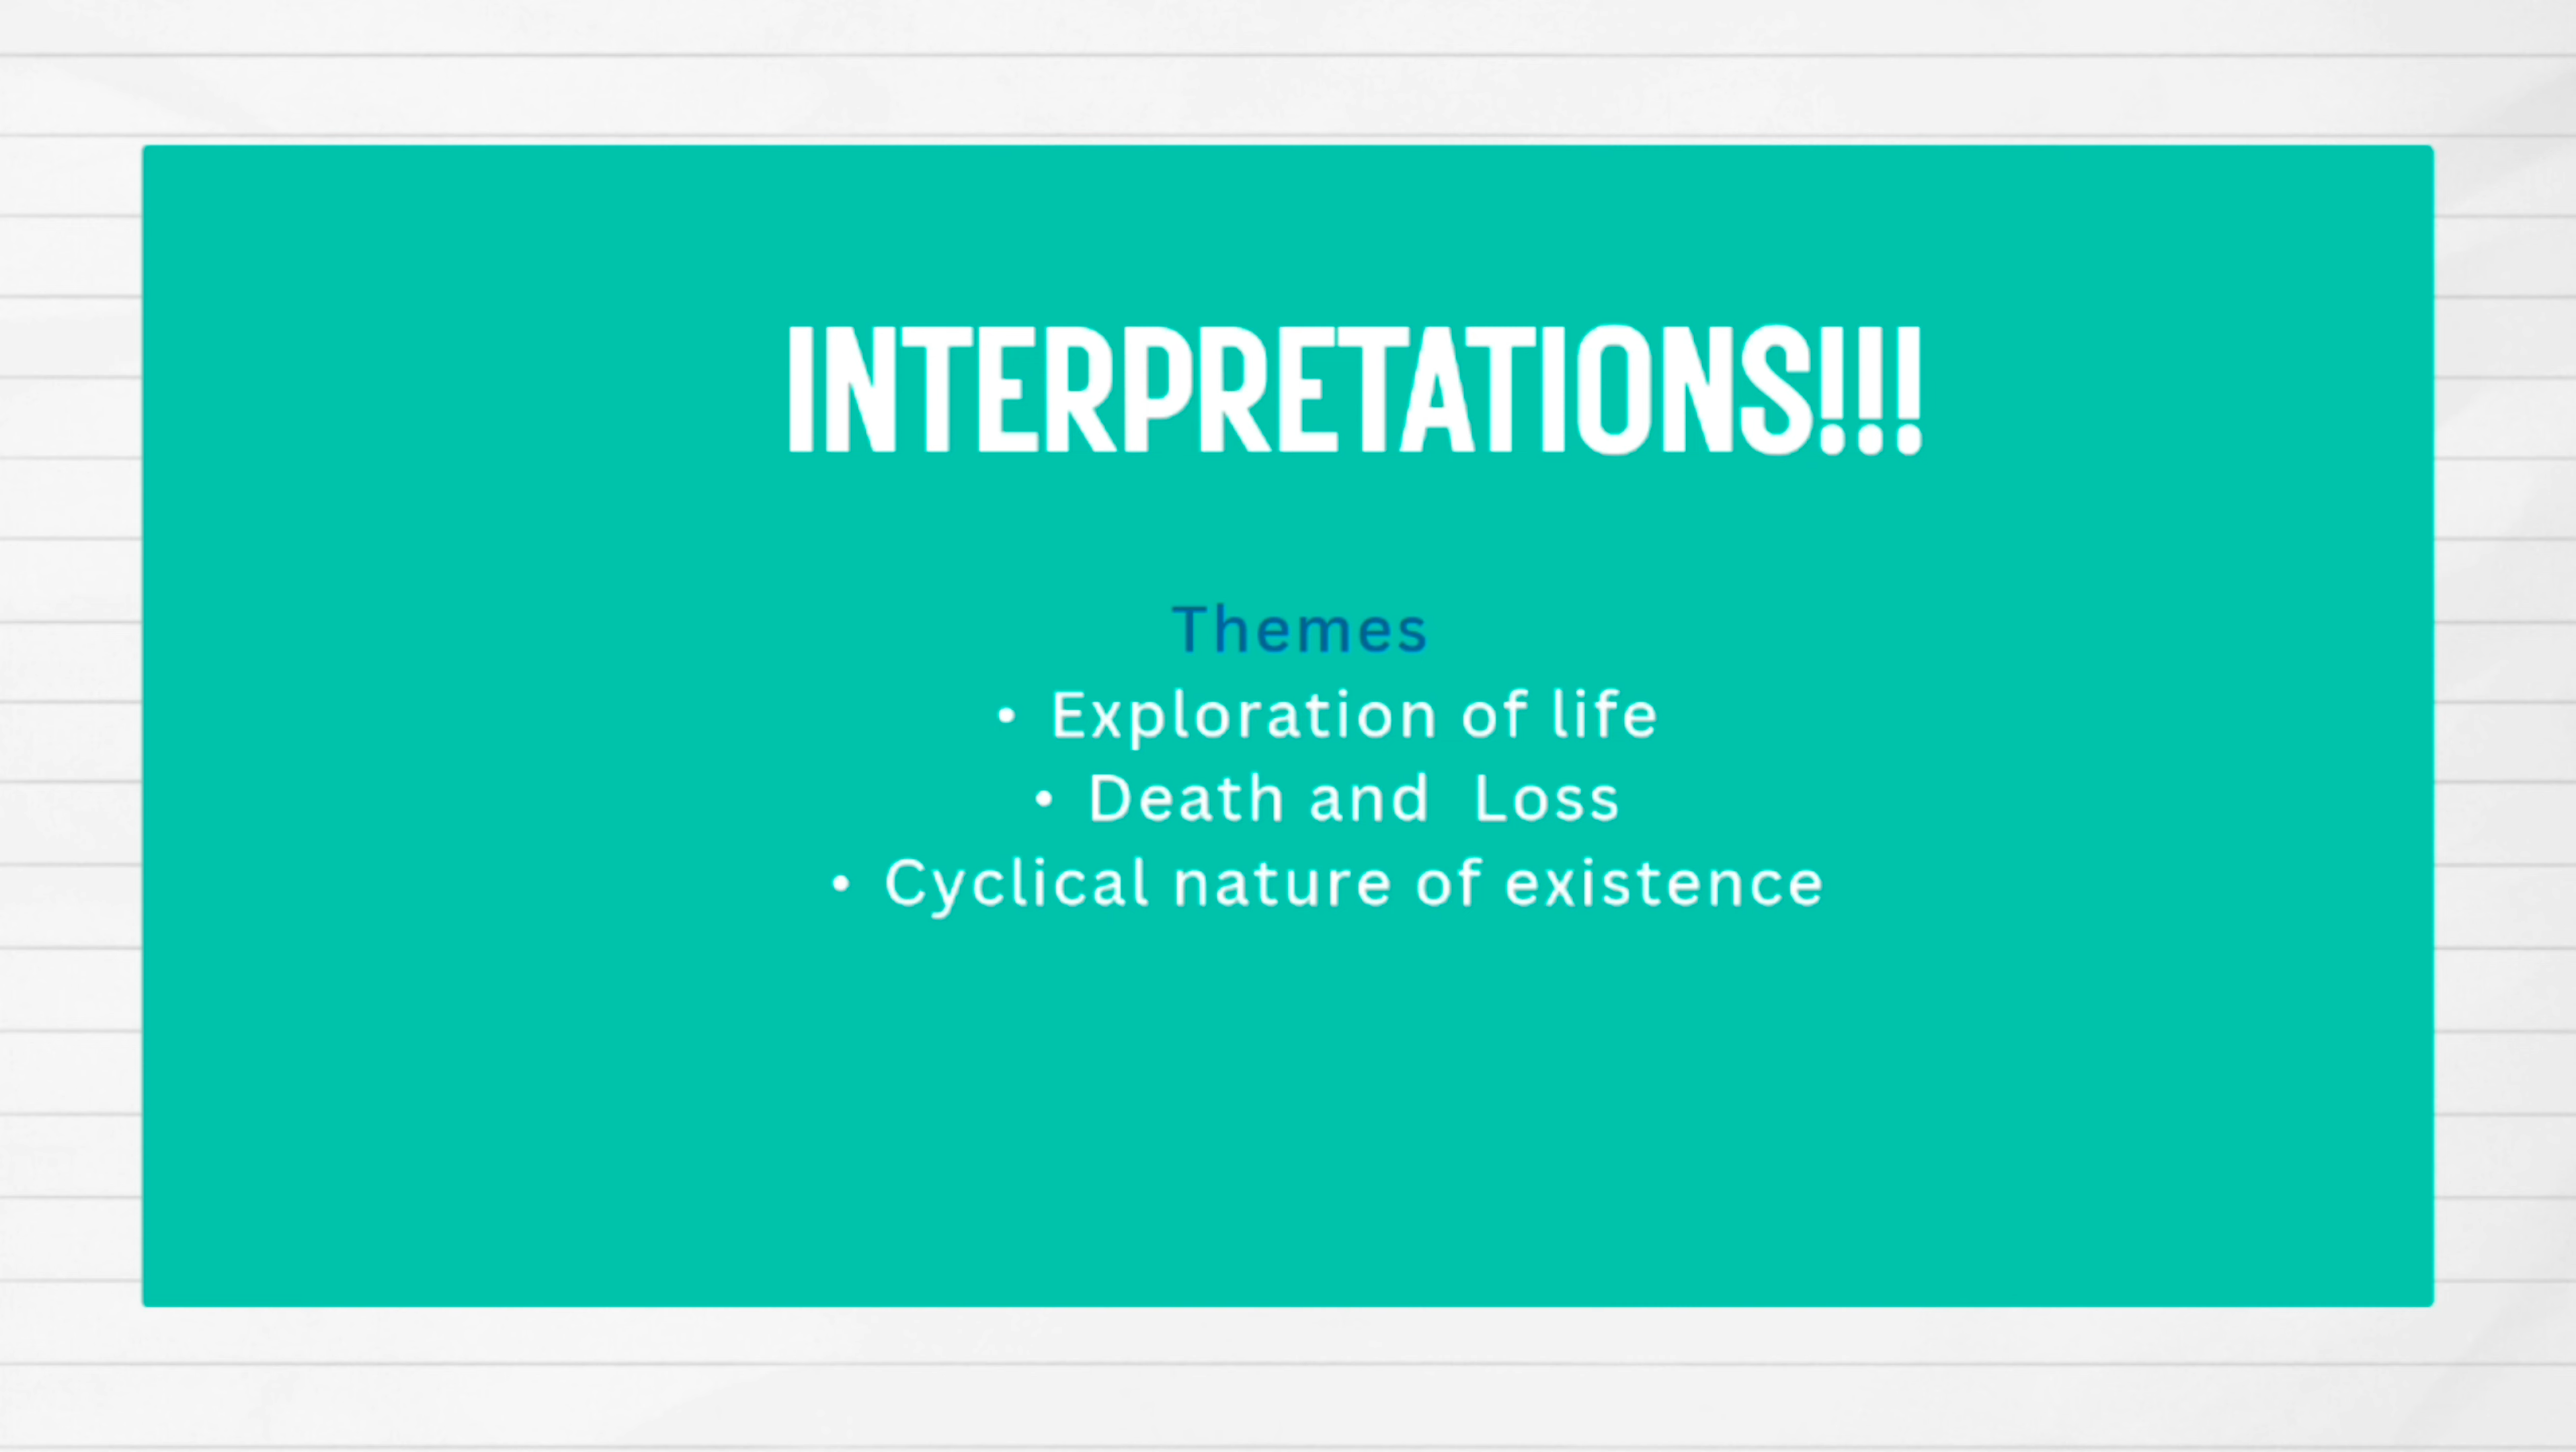 INTERPRETATIONS!!!
Themes
• Exploration of life
• Death and  Loss
• Cyclical nature of existence